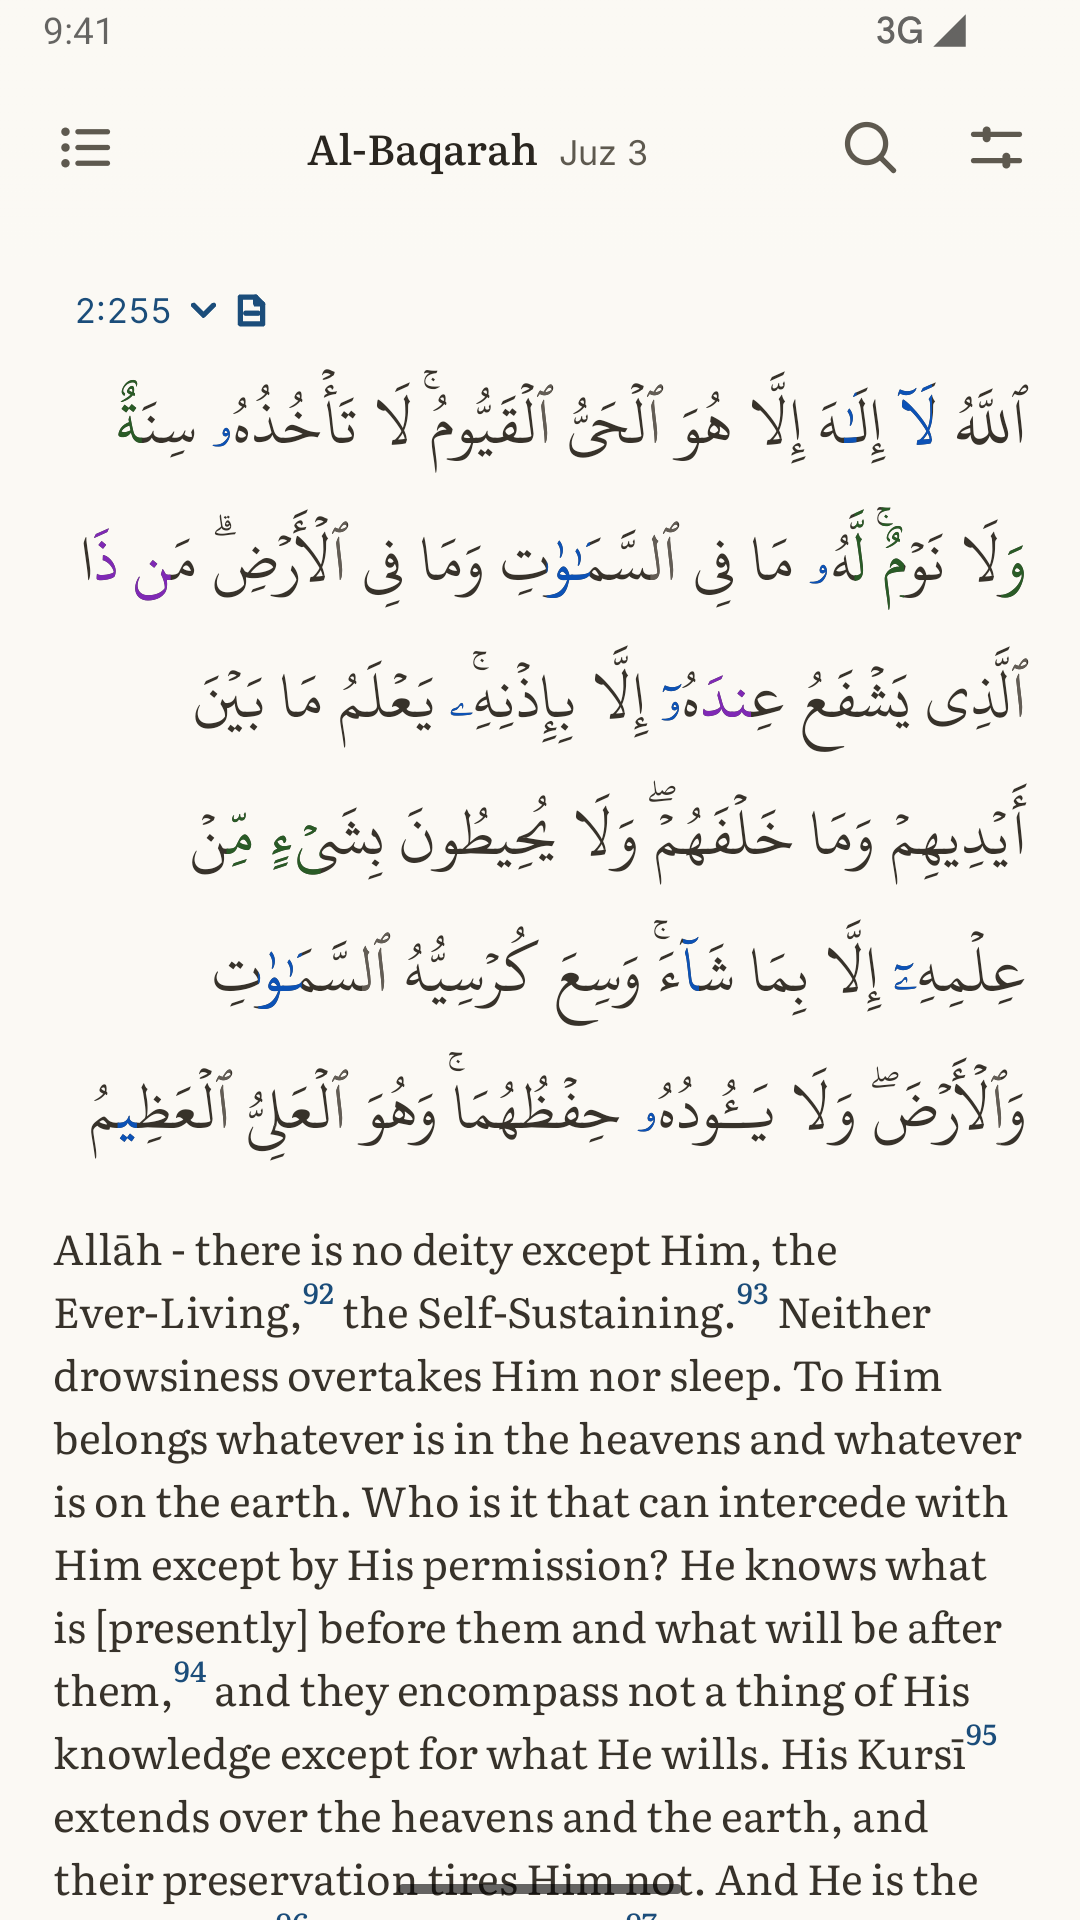 9:41 3G
Al-Baqarah Juz 3
2:255
ٱللَّهُ لَآ إِلَـٰهَ إِلَّا هُوَ ٱلْحَىُّ ٱلْقَيُّومُ ۚ لَا تَأْخُذُهُۥ سِنَةٌ
وَلَا نَوْمٌ ۚ لَّهُۥ مَا فِى ٱلسَّمَـٰوَٰتِ وَمَا فِى ٱلْأَرْضِ ۗ مَن ذَا
ٱلَّذِى يَشْفَعُ عِندَهُۥٓ إِلَّا بِإِذْنِهِۦ ۚ يَعْلَمُ مَا بَيْنَ
أَيْدِيهِمْ وَمَا خَلْفَهُمْ ۖ وَلَا يُحِيطُونَ بِشَىْءٍ مِّنْ
عِلْمِهِۦٓ إِلَّا بِمَا شَآءَ ۚ وَسِعَ كُرْسِيُّهُ ٱلسَّمَـٰوَٰتِ
وَٱلْأَرْضَ ۖ وَلَا يَـُٔودُهُۥ حِفْظُهُمَا ۚ وَهُوَ ٱلْعَلِىُّ ٱلْعَظِيمُ
Allāh - there is no deity except Him, the
Ever-Living,92 the Self-Sustaining.93 Neither
drowsiness overtakes Him nor sleep. To Him
belongs whatever is in the heavens and whatever
is on the earth. Who is it that can intercede with
Him except by His permission? He knows what
is [presently] before them and what will be after
them,94 and they encompass not a thing of His
knowledge except for what He wills. His Kursī95
extends over the heavens and the earth, and
their preservation tires Him not. And He is the